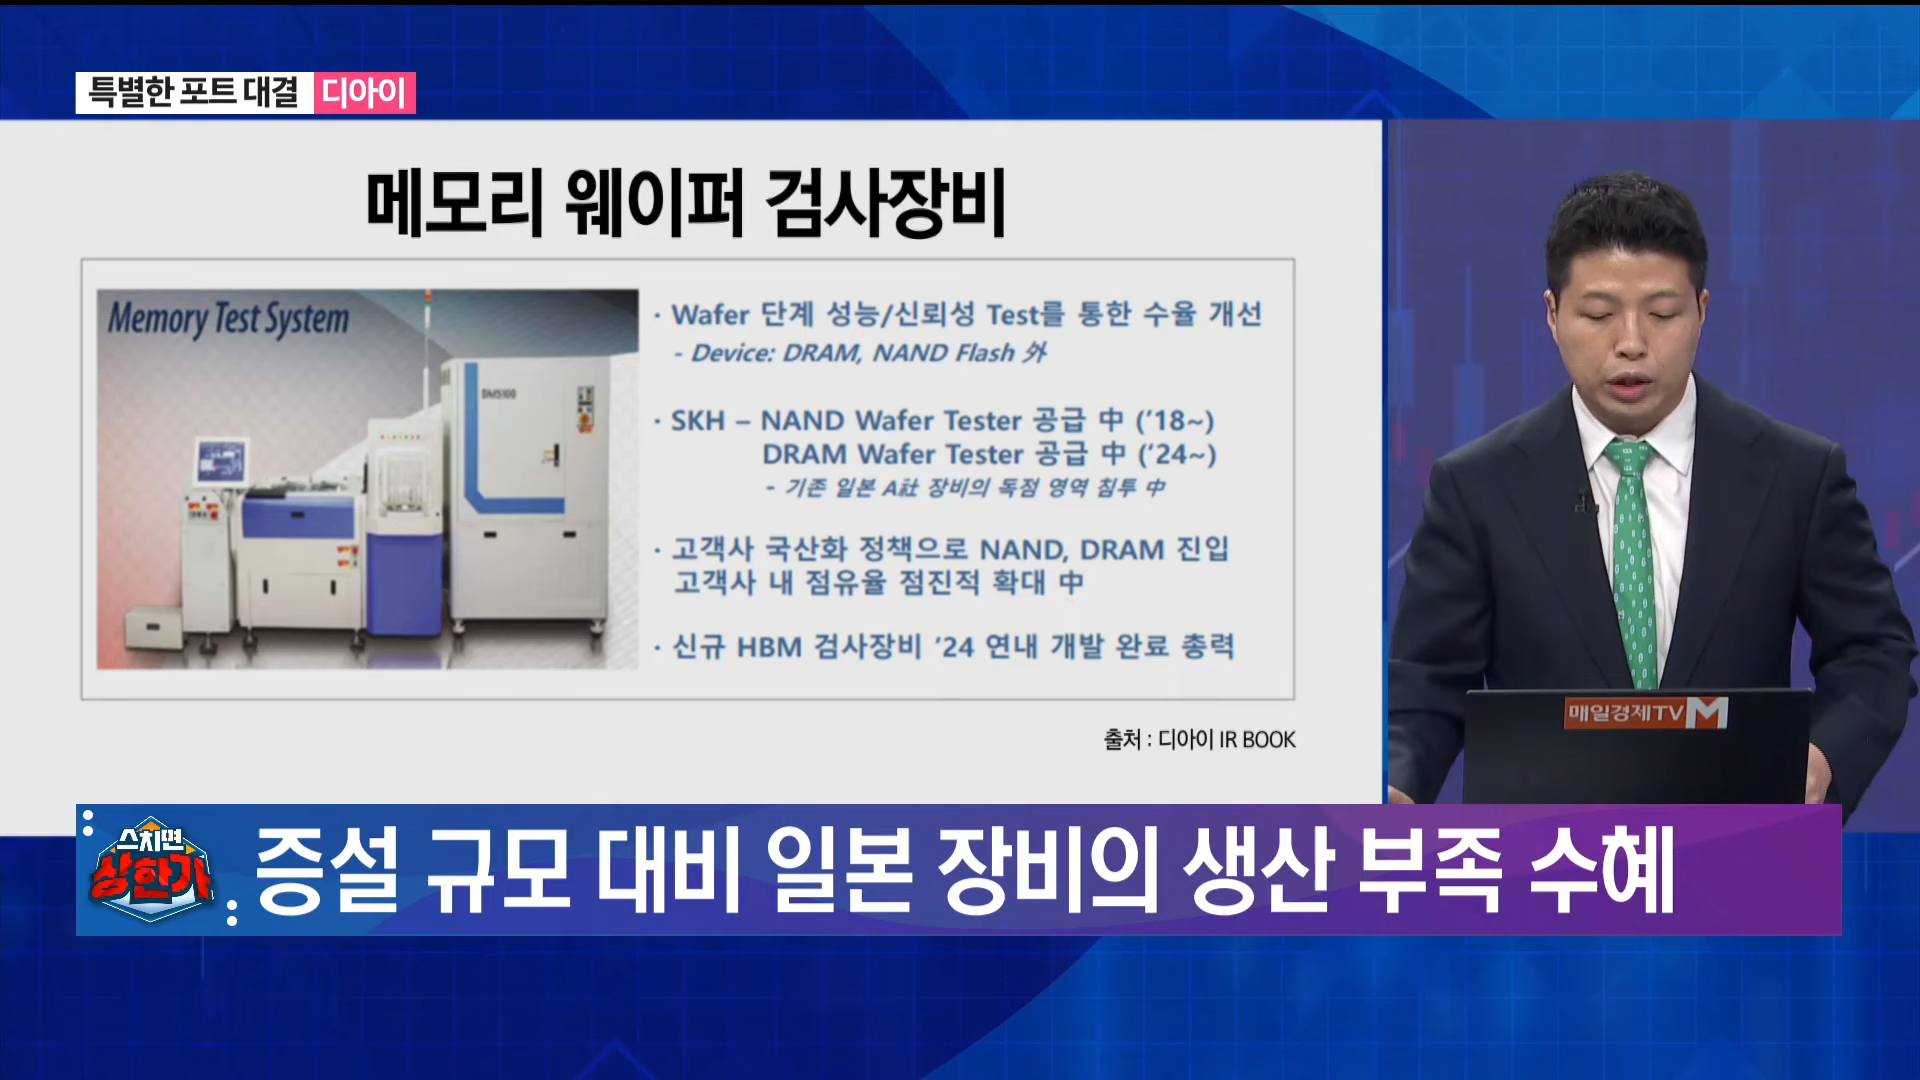 특별한 포트 대결 디아이
메모리 웨이퍼 검사장비
Memory Test System
DM5100
· Wafer 단계 성능/신뢰성 Test를 통한 수율 개선
- Device: DRAM, NAND Flash 外
· SKH – NAND Wafer Tester 공급 中 (’18~)
DRAM Wafer Tester 공급 中 (’24~)
- 기존 일본 A社 장비의 독점 영역 침투 中
· 고객사 국산화 정책으로 NAND, DRAM 진입
고객사 내 점유율 점진적 확대 中
· 신규 HBM 검사장비 ’24 연내 개발 완료 총력
출처 : 디아이 IR BOOK
매일경제TV M
스치면
상한가
증설 규모 대비 일본 장비의 생산 부족 수혜